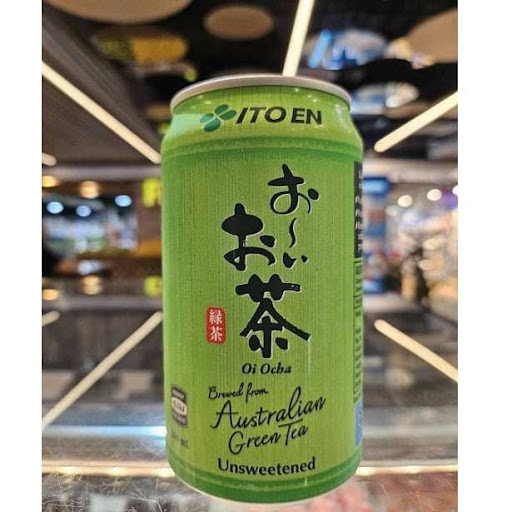 ITO EN
お〜い
お茶
緑茶
Oi Ocha
Brewed from
Australian
Green Tea
Unsweetened